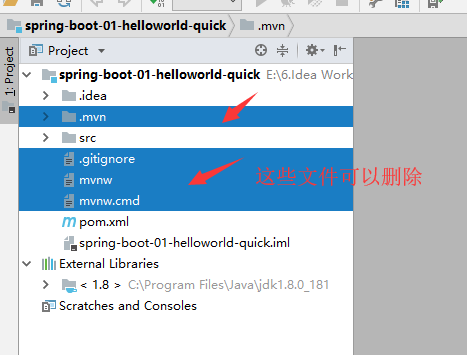 spring-boot-01-helloworld-quick .mvn
1: Project
Project
spring-boot-01-helloworld-quick E:\6.Idea Work
.idea
.mvn
src
.gitignore
mvnw
这些文件可以删除
mvnw.cmd
pom.xml
spring-boot-01-helloworld-quick.iml
External Libraries
< 1.8 > C:\Program Files\Java\jdk1.8.0_181
Scratches and Consoles